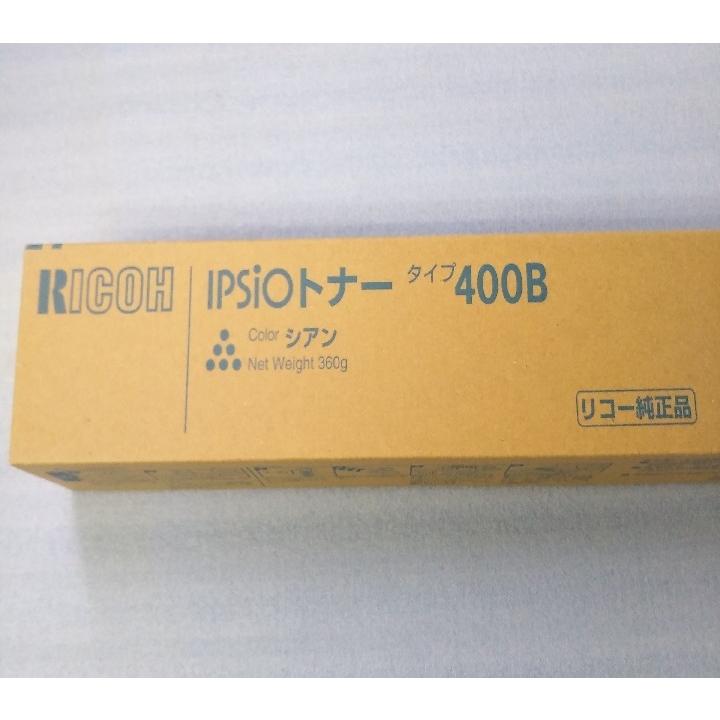 RICOH
IPSiOトナー タイプ400B
Color シアン
Net Weight 360g
リコー純正品